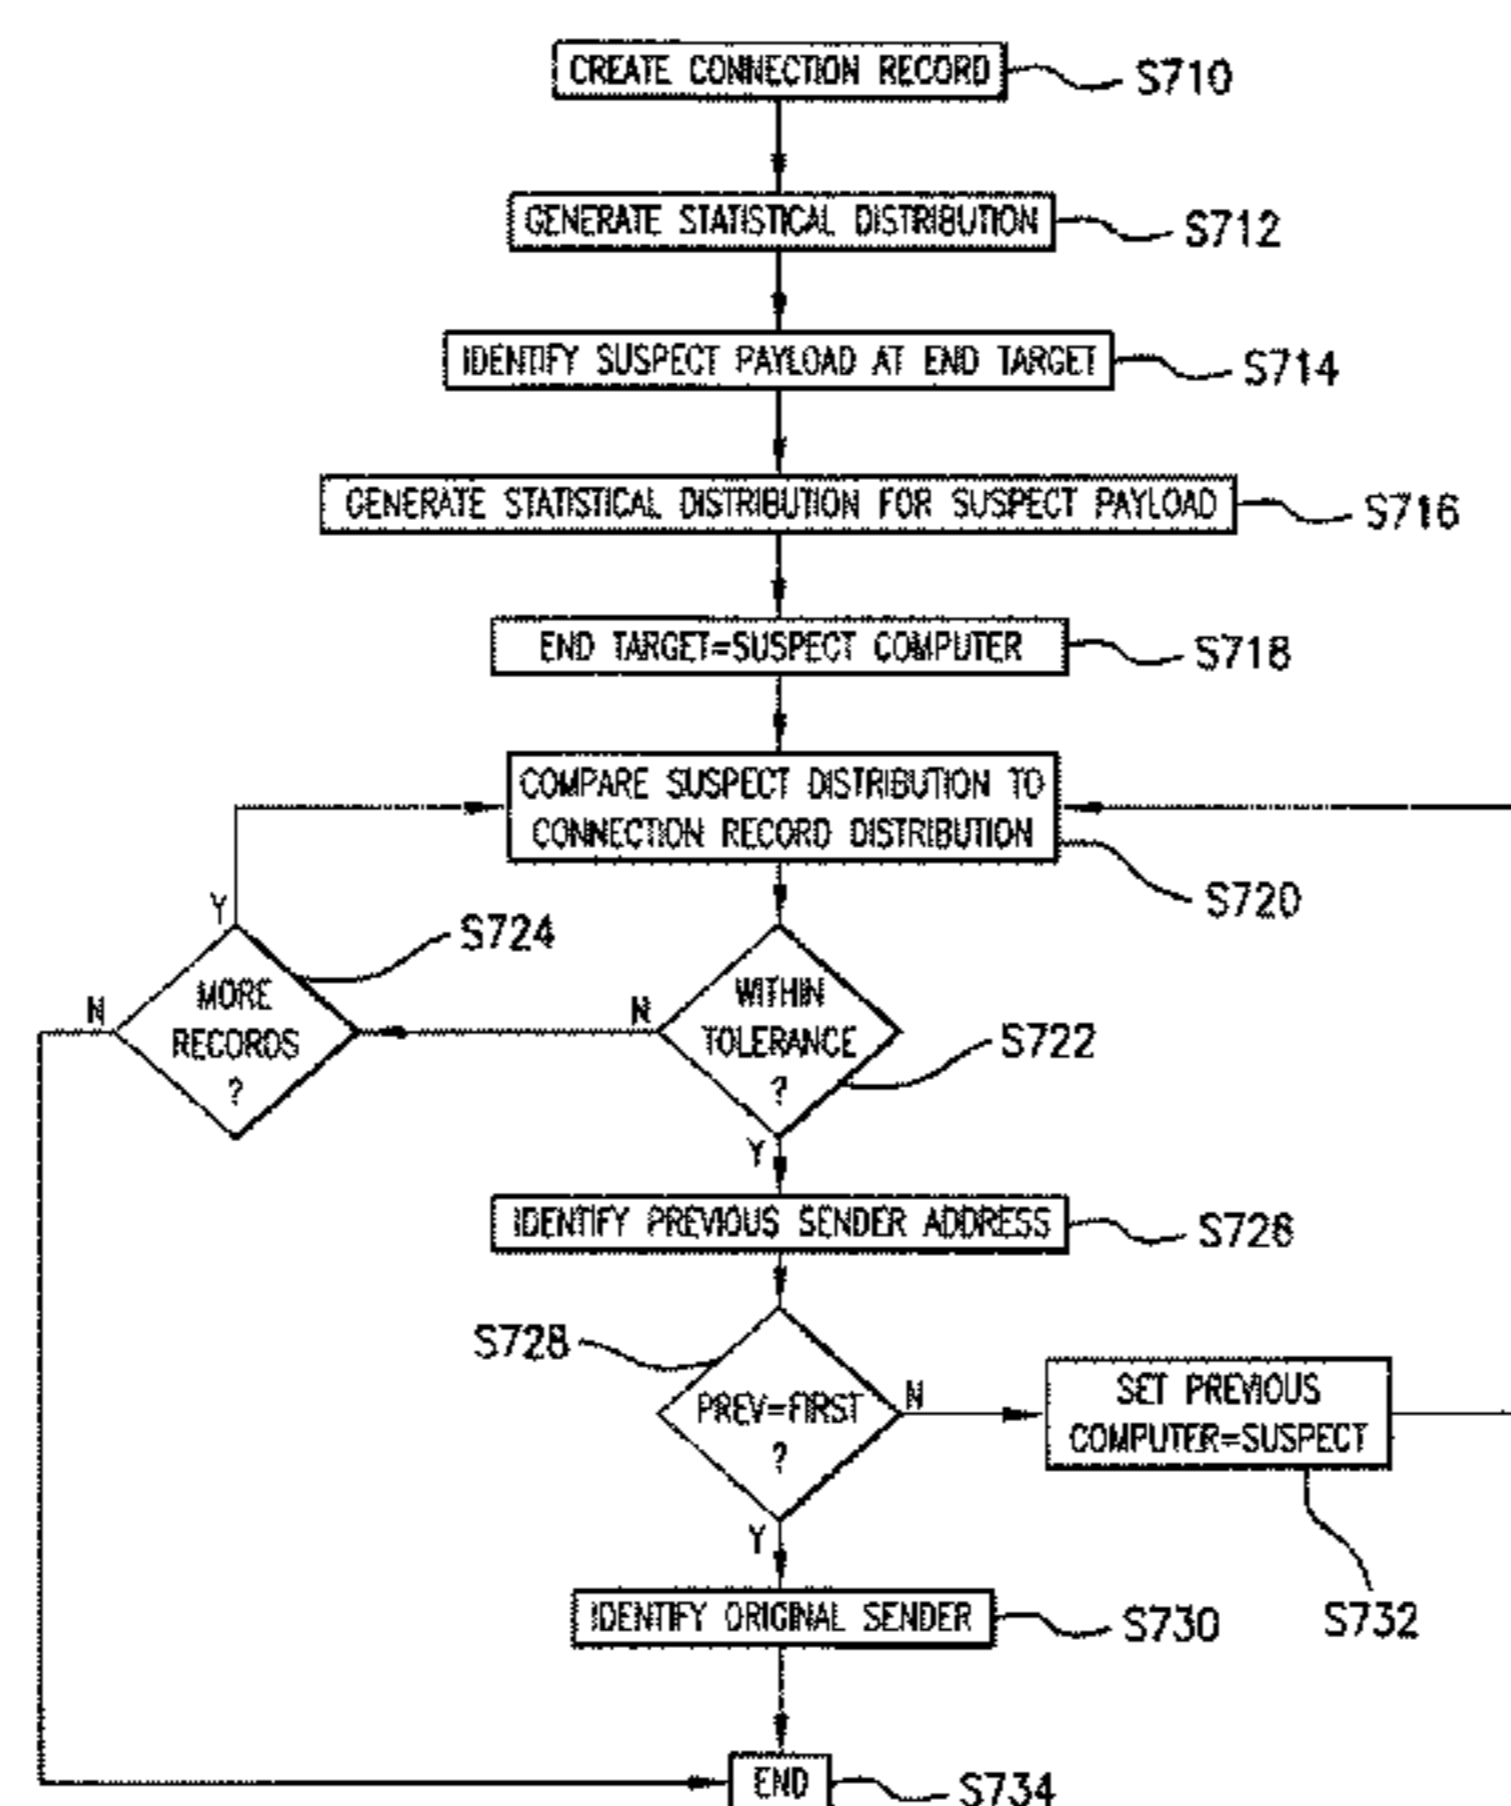 CREATE CONNECTION RECORD
S710
GENERATE STATISTICAL DISTRIBUTION
S712
IDENTIFY SUSPECT PAYLOAD AT END TARGET
S714
GENERATE STATISTICAL DISTRIBUTION FOR SUSPECT PAYLOAD
S716
END TARGET=SUSPECT COMPUTER
S718
COMPARE SUSPECT DISTRIBUTION TO
CONNECTION RECORD DISTRIBUTION
S720
Y
S724
MORE
RECORDS
?
N
N
WITHIN
TOLERANCE
?
S722
Y
IDENTIFY PREVIOUS SENDER ADDRESS
S726
S728
PREV=FIRST
?
N
SET PREVIOUS
COMPUTER=SUSPECT
S732
Y
IDENTIFY ORIGINAL SENDER
S730
END
S734